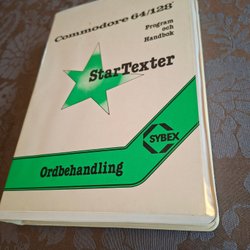 Commodore 64/128
Program
och
Handbok
StarTexter
SYBEX
Ordbehandling